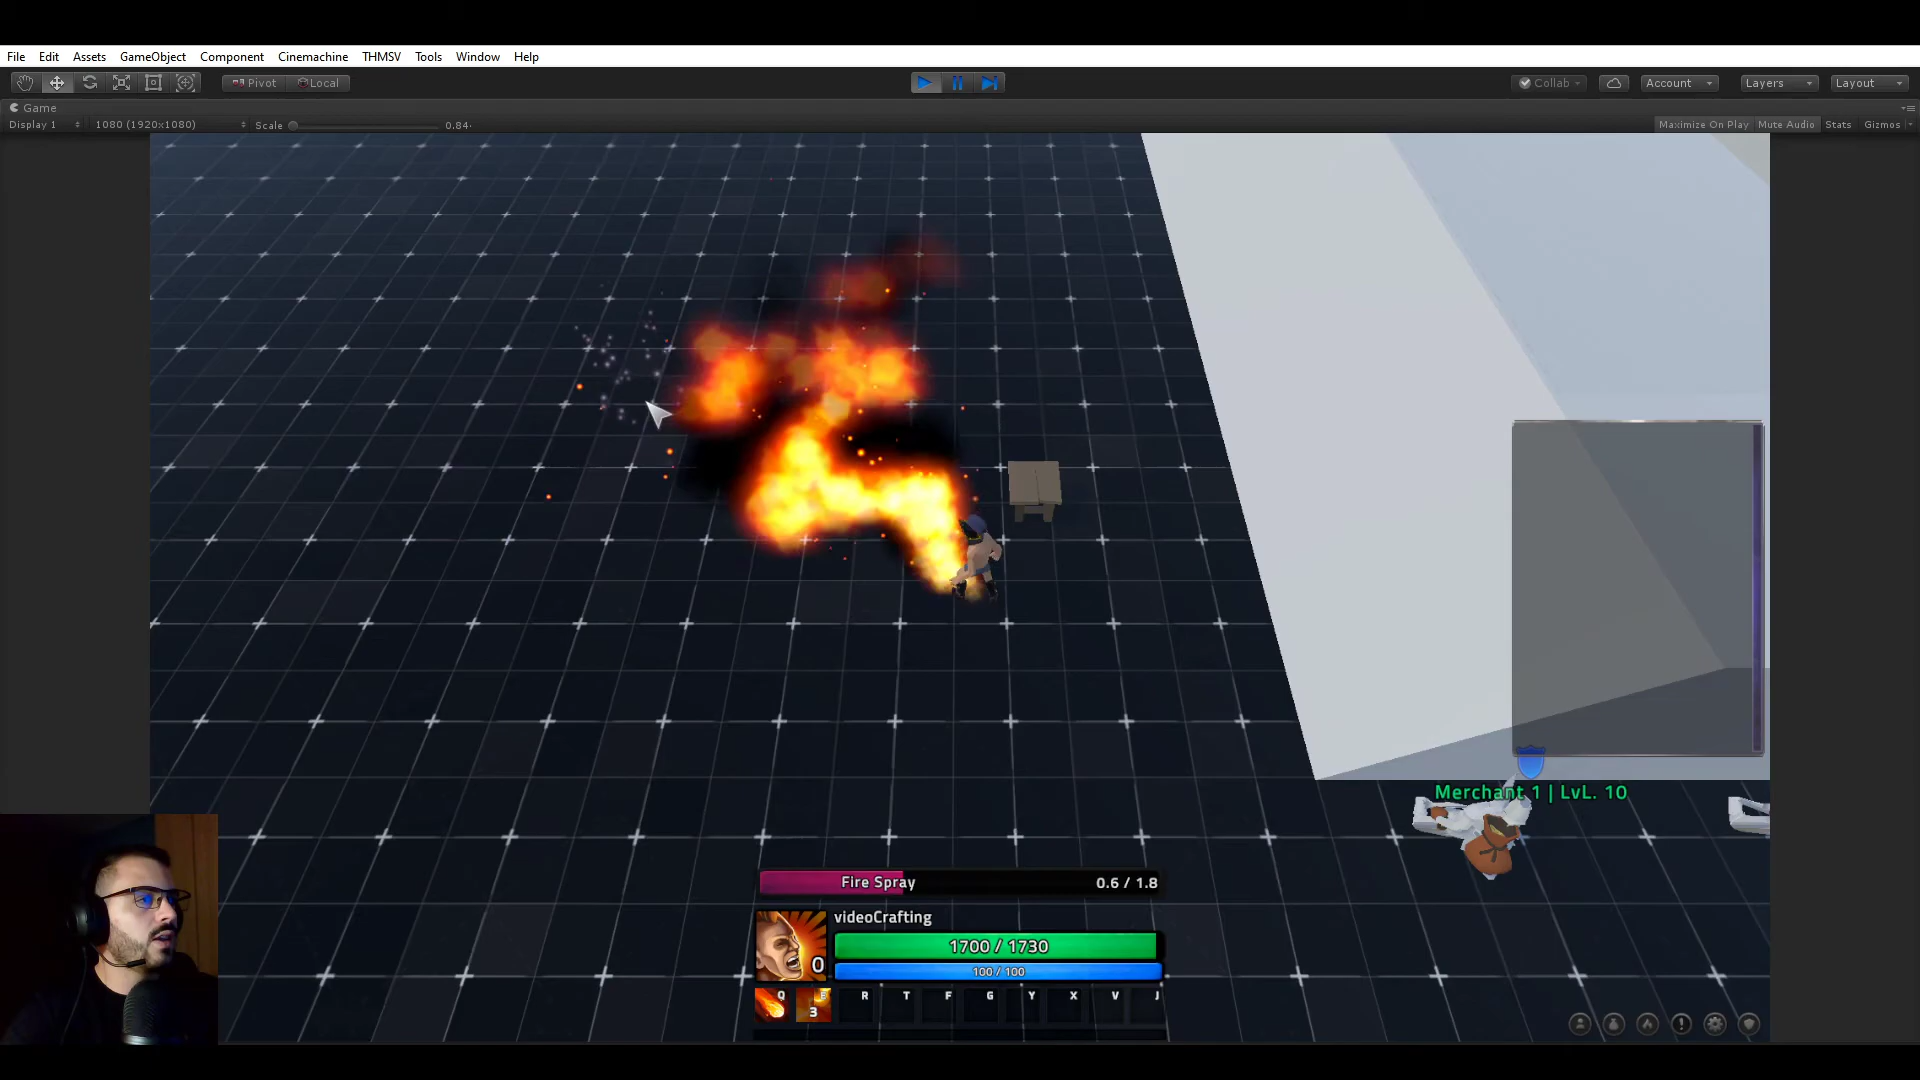 File Edit Assets GameObject Component Cinemachine THMSV Tools Window Help
Pivot Local Collab Account Layers Layout
Game
Display 1 1080 (1920x1080) Scale 0.84 Maximize On Play Mute Audio Stats Gizmos
Merchant 1 | LvL. 10
Fire Spray 0.6 / 1.8
videoCrafting
1700 / 1730
0
100 / 100
Q E R T F G Y X V J
3